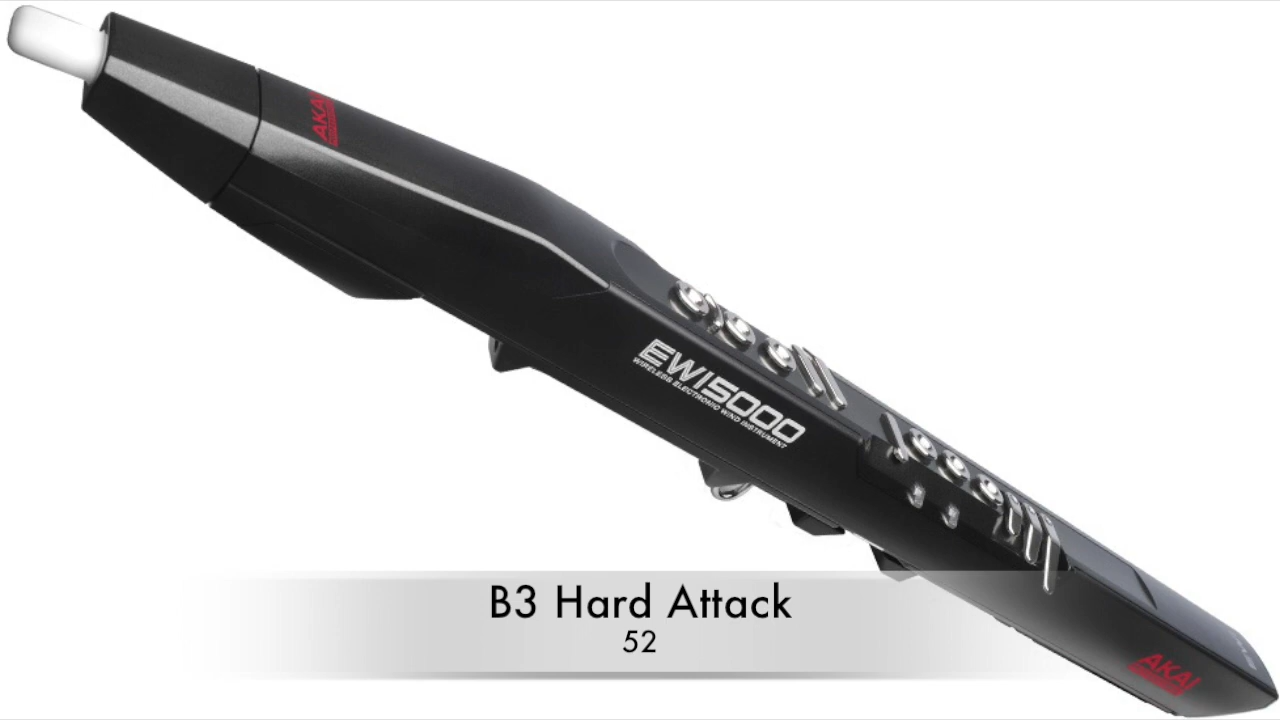 AKAI
EWI5000
WIRELESS ELECTRONIC WIND INSTRUMENT
B3 Hard Attack
52
AKAI